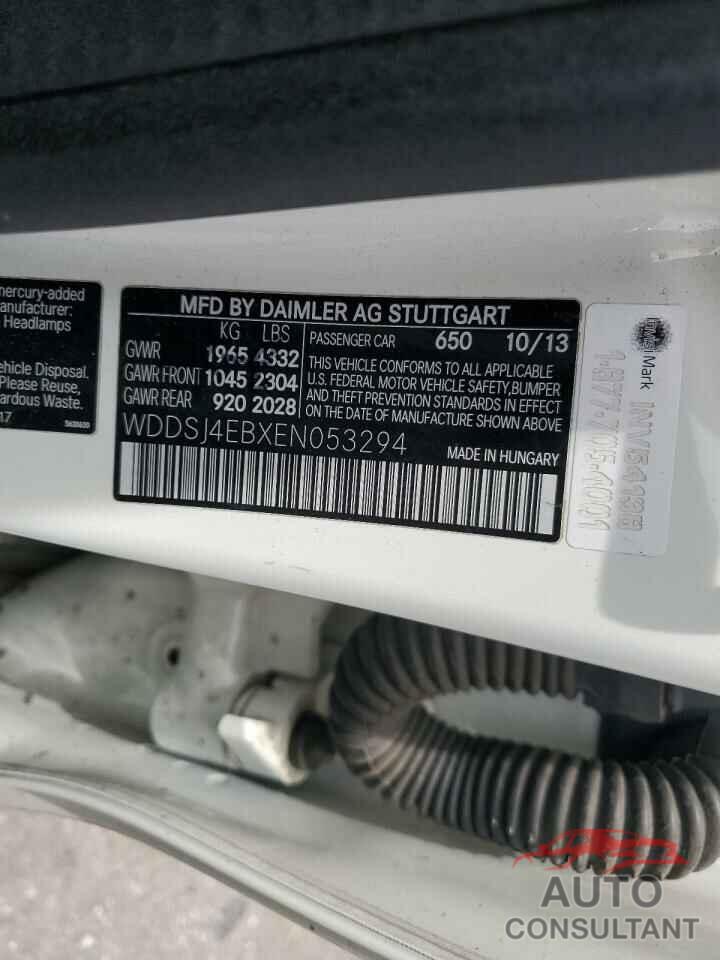 mercury-added
manufacturer:
Headlamps
ehicle Disposal.
Please Reuse,
ardous Waste.
MFD BY DAIMLER AG STUTTGART
KG LBS
GVWR 1965 4332
GAWR FRONT 1045 2304
GAWR REAR 920 2028
PASSENGER CAR 650 10/13
THIS VEHICLE CONFORMS TO ALL APPLICABLE
U.S. FEDERAL MOTOR VEHICLE SAFETY, BUMPER
AND THEFT PREVENTION STANDARDS IN EFFECT
ON THE DATE OF MANUFACTURE SHOWN ABOVE
WDDSJ4EBXEN053294
MADE IN HUNGARY
Mark
AUTO
CONSULTANT